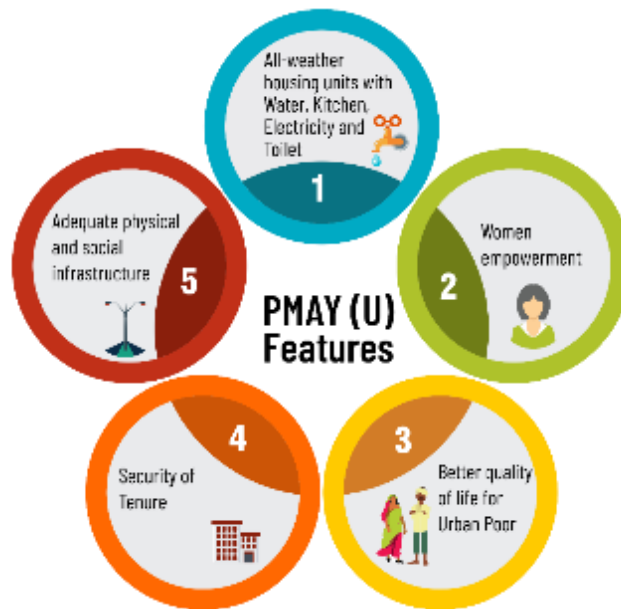 All-weather
housing units with
Water, Kitchen,
Electricity and
Toilet
1
Women
empowerment
2
3
Better quality
of life for
Urban Poor
4
Security of
Tenure
Adequate physical
and social
infrastructure
5
PMAY (U)
Features